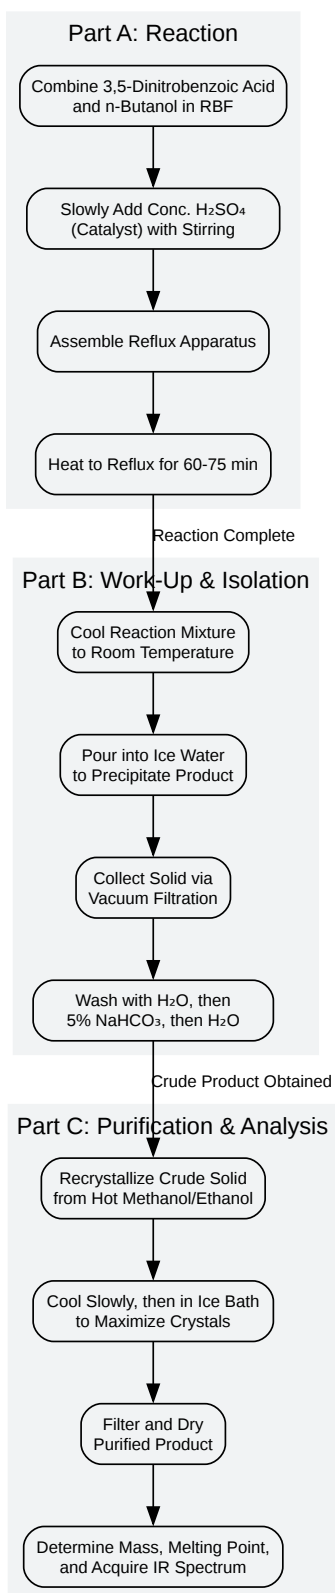 Part A: Reaction
Combine 3,5-Dinitrobenzoic Acid
and n-Butanol in RBF
Slowly Add Conc. H₂SO₄
(Catalyst) with Stirring
Assemble Reflux Apparatus
Heat to Reflux for 60-75 min
Reaction Complete
Part B: Work-Up & Isolation
Cool Reaction Mixture
to Room Temperature
Pour into Ice Water
to Precipitate Product
Collect Solid via
Vacuum Filtration
Wash with H₂O, then
5% NaHCO₃, then H₂O
Crude Product Obtained
Part C: Purification & Analysis
Recrystallize Crude Solid
from Hot Methanol/Ethanol
Cool Slowly, then in Ice Bath
to Maximize Crystals
Filter and Dry
Purified Product
Determine Mass, Melting Point,
and Acquire IR Spectrum